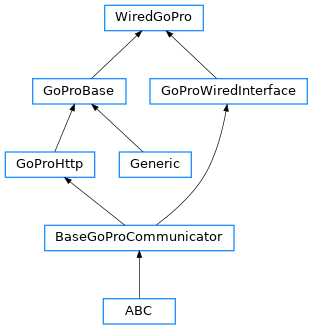 WiredGoPro
GoProBase
GoProWiredInterface
GoProHttp
Generic
BaseGoProCommunicator
ABC